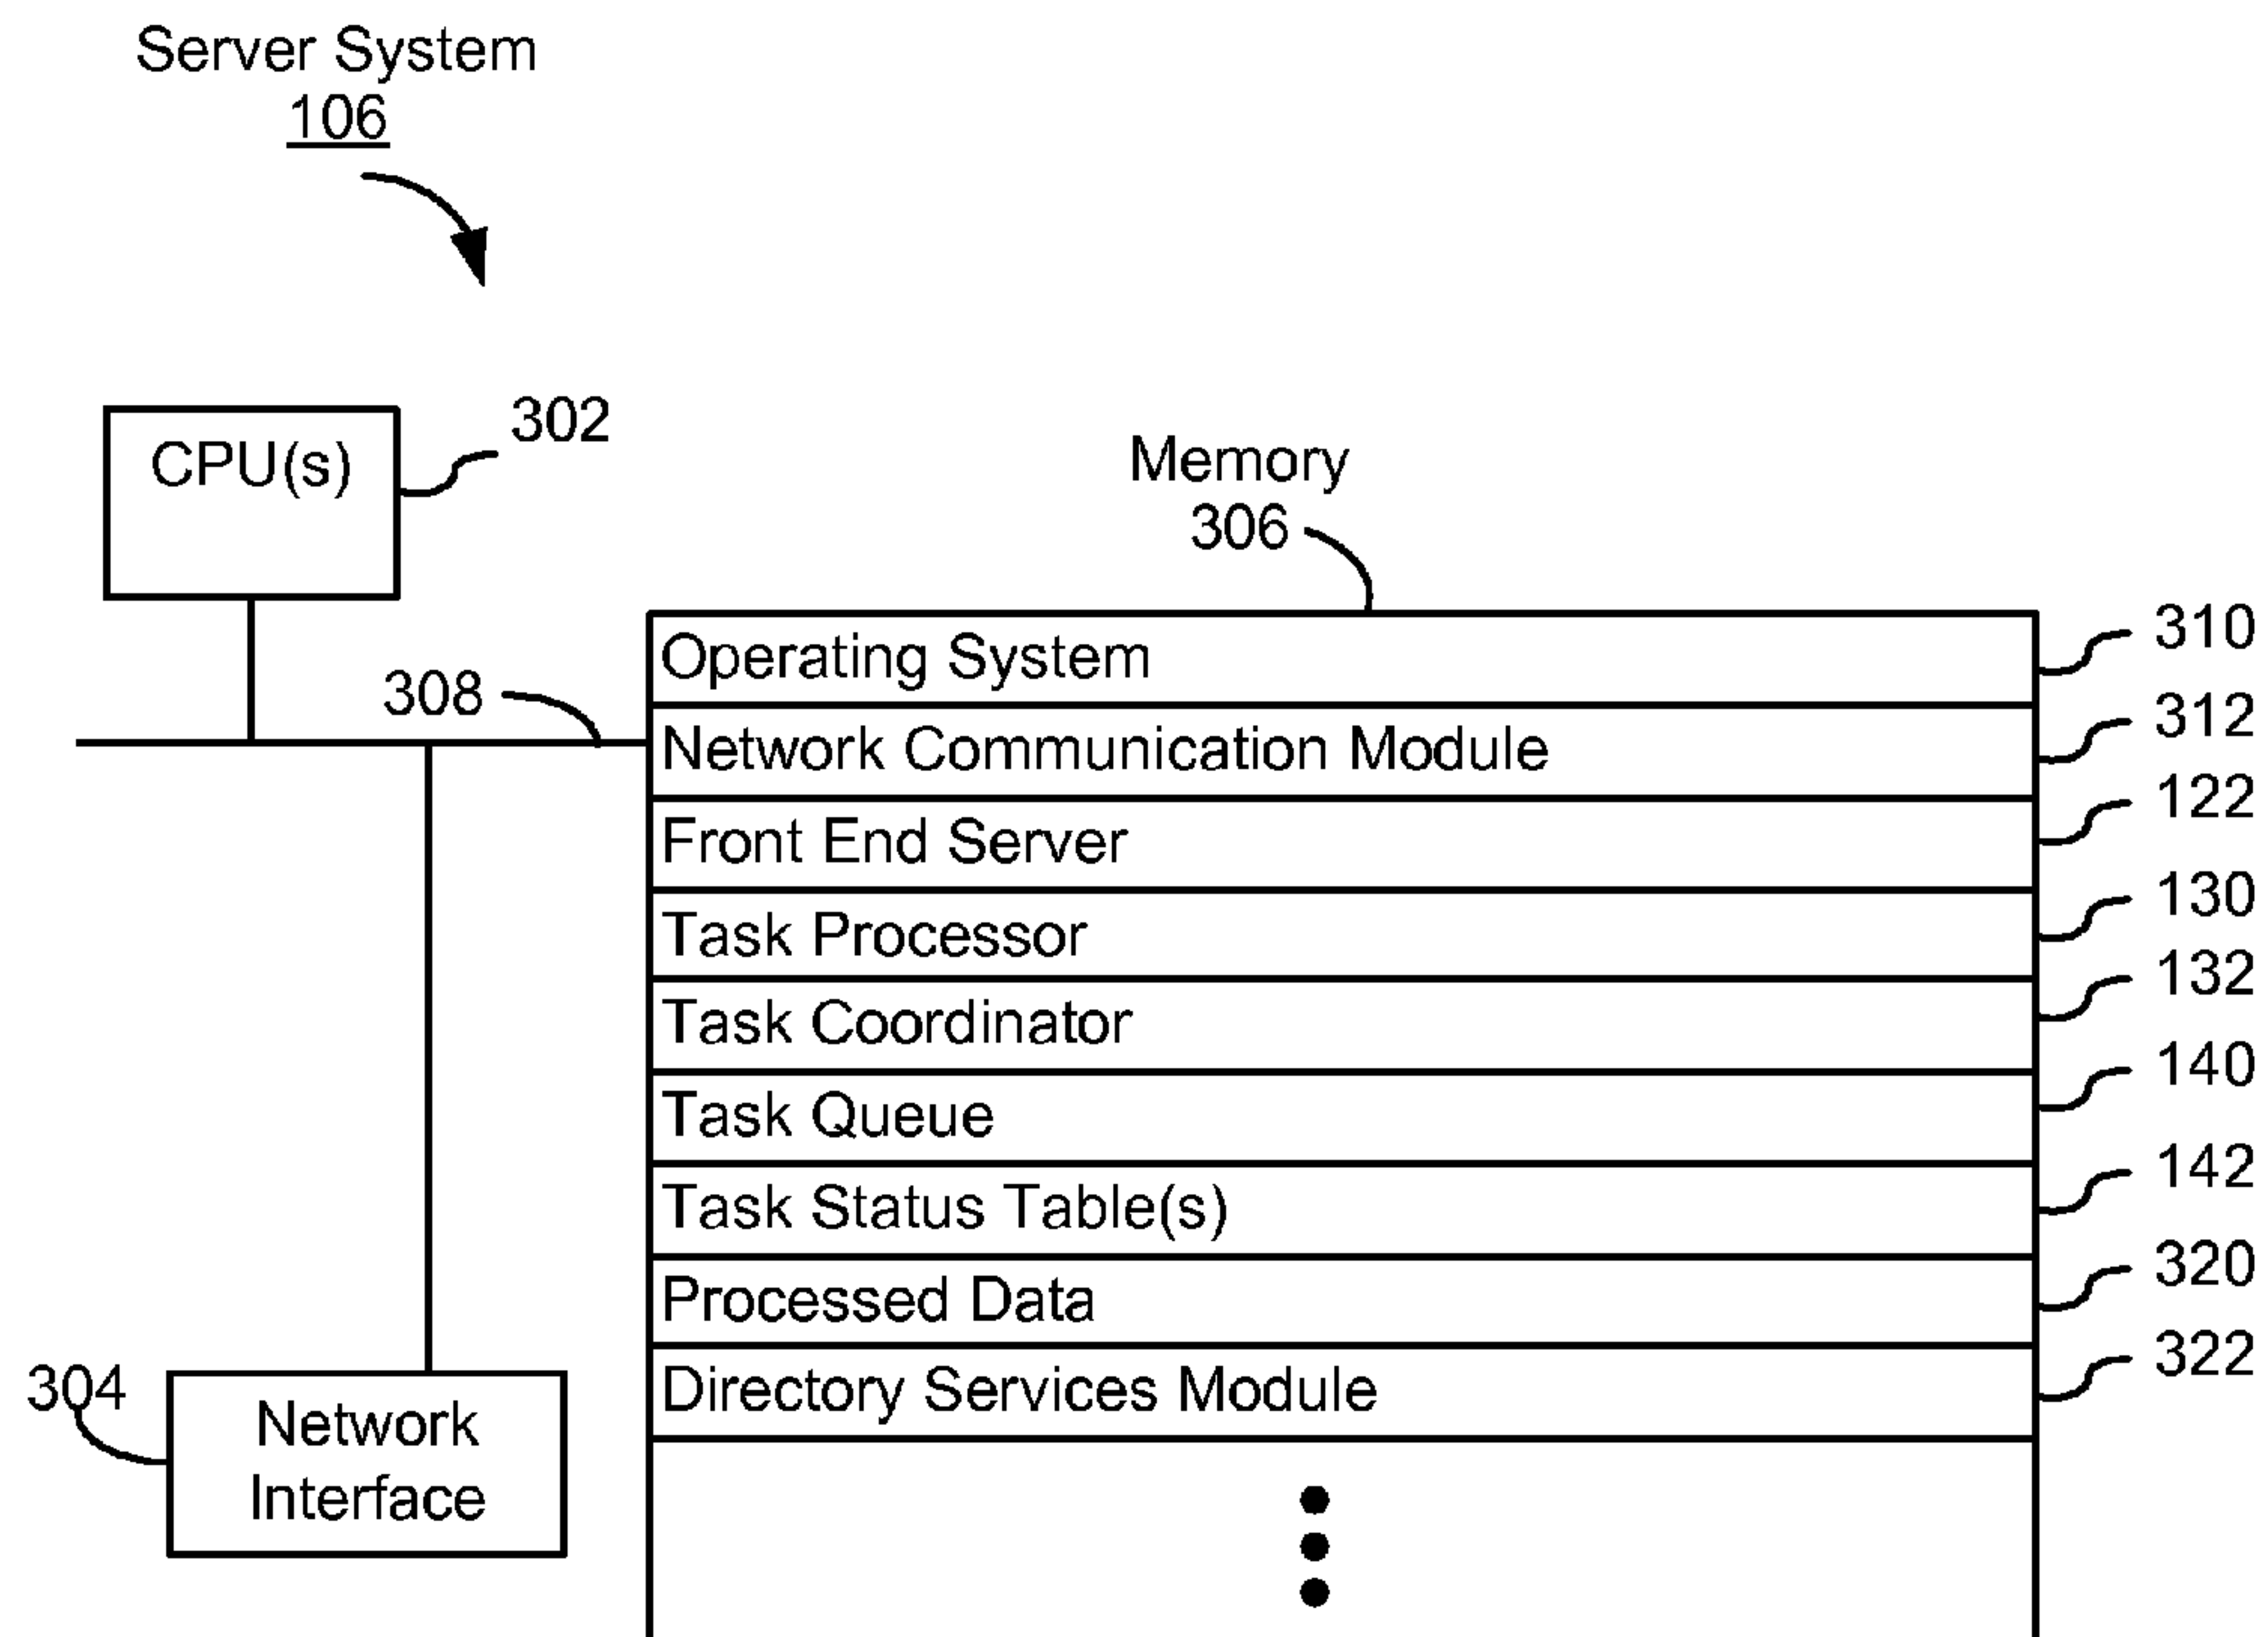 Server System
106
CPU(s)
302
Memory
306
308
Operating System
310
Network Communication Module
312
Front End Server
122
Task Processor
130
Task Coordinator
132
Task Queue
140
Task Status Table(s)
142
Processed Data
320
Directory Services Module
322
304
Network
Interface